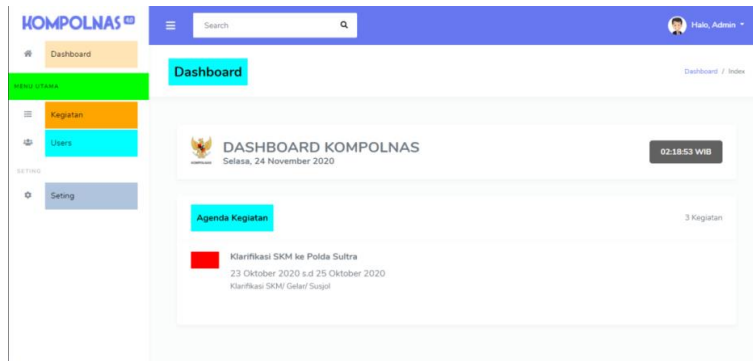 KOMPOLNAS
Search
Halo, Admin
Dashboard
MENU UTAMA
Kegiatan
Users
SETING
Seting
Dashboard
Dashboard / Index
DASHBOARD KOMPOLNAS
Selasa, 24 November 2020
02:18:53 WIB
Agenda Kegiatan
3 Kegiatan
Klarifikasi SKM ke Polda Sultra
23 Oktober 2020 s.d 25 Oktober 2020
Klarifikasi SKM/ Gelar/ Susjol